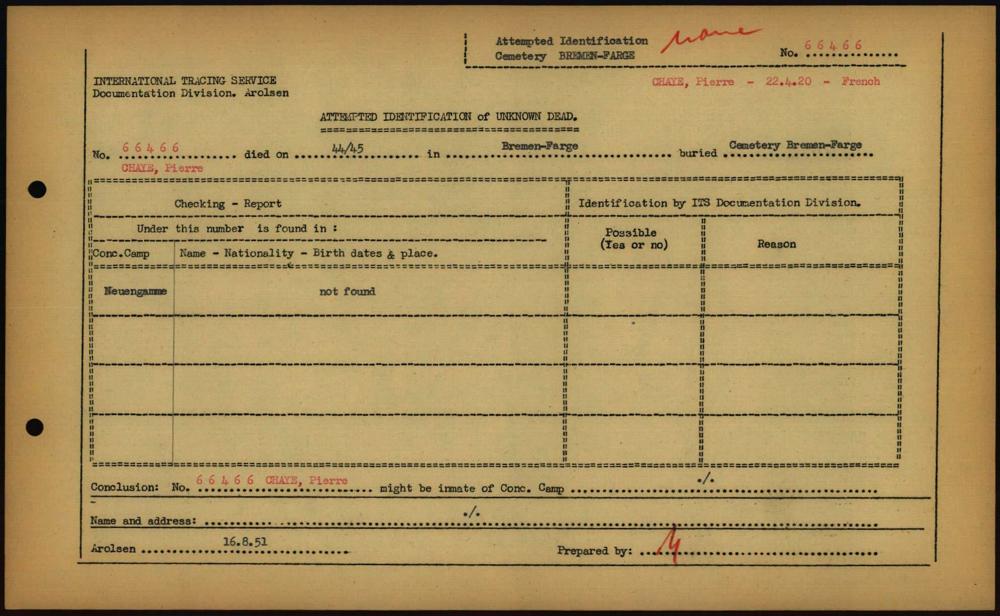 Attempted Identification
Cemetery BREMEN-FARGE
No. 66466
INTERNATIONAL TRACING SERVICE
Documentation Division. Arolsen
CHAYE, Pierre - 22.4.20 - French
ATTEMPTED IDENTIFICATION of UNKNOWN DEAD.
No. 66466 died on 44/45 in Bremen-Farge buried Cemetery Bremen-Farge
CHAYE, Pierre
Checking - Report
Identification by ITS Documentation Division.
Under this number is found in :
Possible
(Yes or no)
Reason
Conc.Camp
Name - Nationality - Birth dates & place.
Neuengamme
not found
Conclusion: No. 66466 CHAYE, Pierre might be inmate of Conc. Camp ./.
Name and address: ./.
Arolsen 16.8.51
Prepared by: